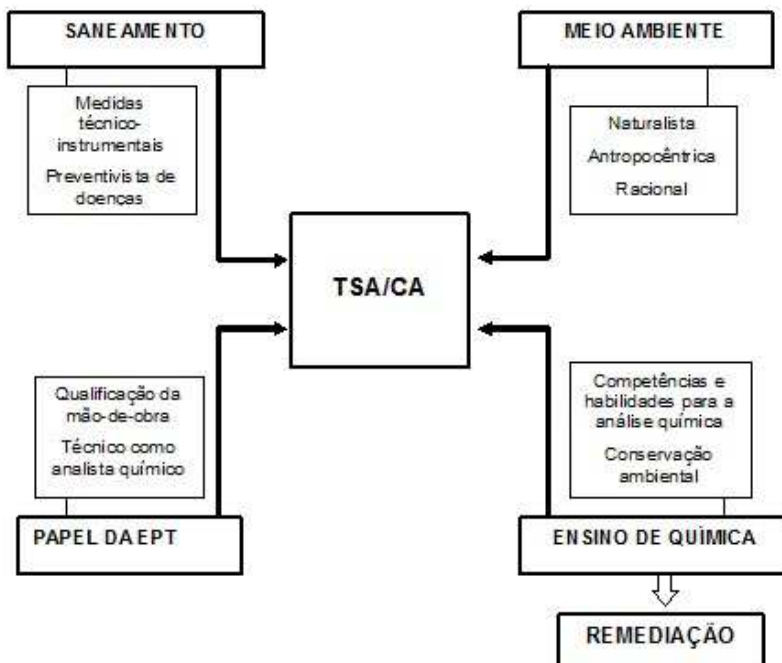 SANEAMENTO
Medidas
técnico-
instrumentais
Preventivista de
doenças
MEIO AMBIENTE
Naturalista
Antropocêntrica
Racional
TSA/CA
Qualificação da
mão-de-obra
Técnico como
analista químico
PAPEL DA EPT
Competências e
habilidades para a
análise química
Conservação
ambiental
ENSINO DE QUÌMICA
REMEDIAÇÃO